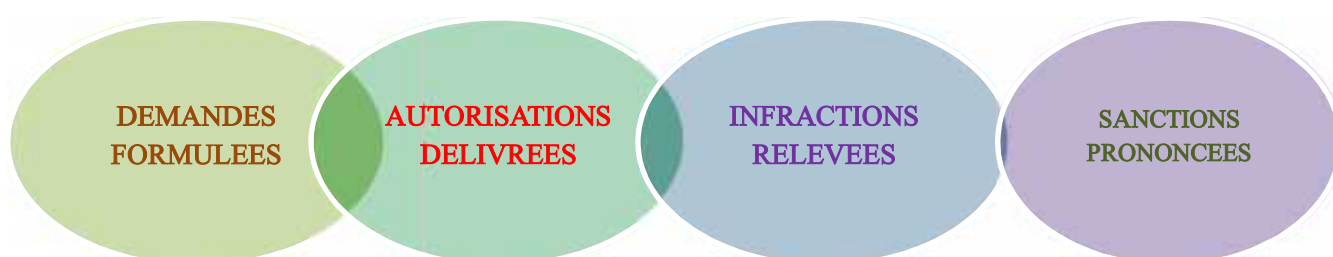 DEMANDES
FORMULEES
AUTORISATIONS
DELIVREES
INFRACTIONS
RELEVEES
SANCTIONS
PRONONCEES